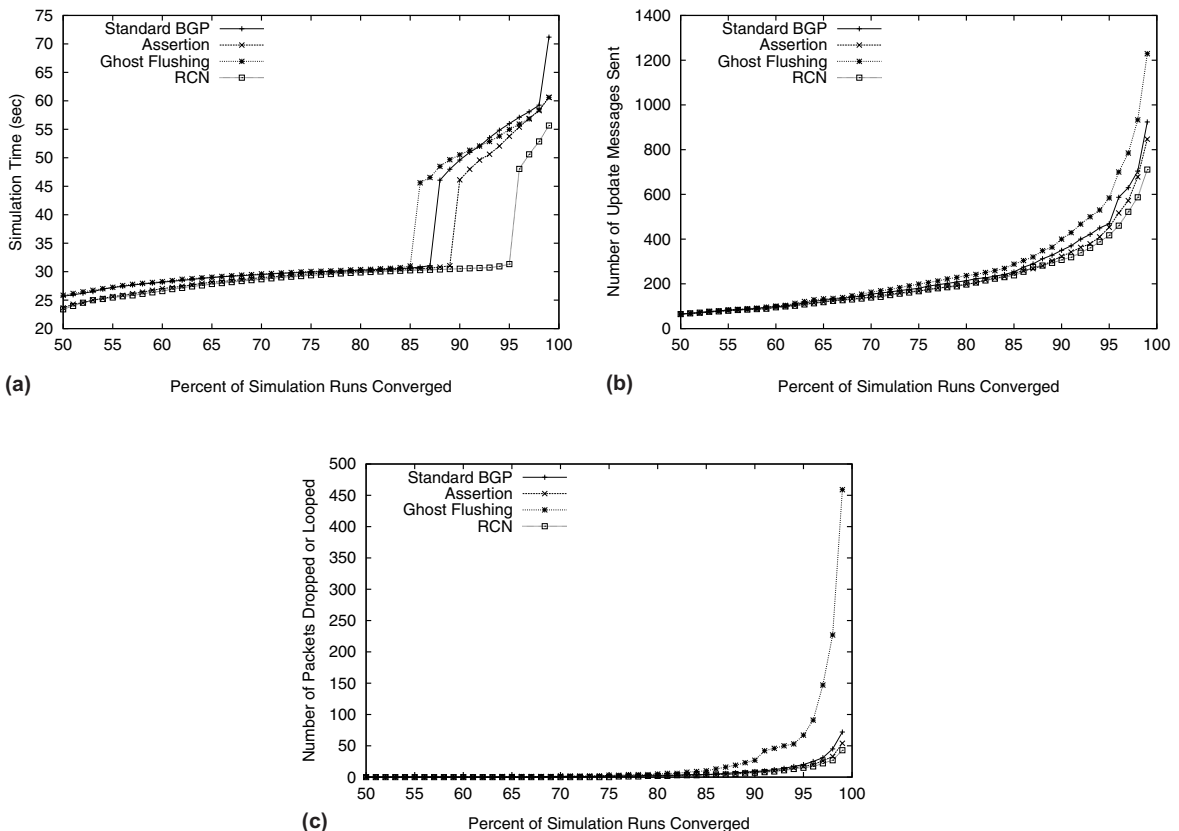 75
70
65
60
55
50
45
40
35
30
25
20
Simulation Time (sec)
Standard BGP
Assertion
Ghost Flushing
RCN
50 55 60 65 70 75 80 85 90 95 100
Percent of Simulation Runs Converged
(a)
1400
1200
1000
800
600
400
200
0
Number of Update Messages Sent
Standard BGP
Assertion
Ghost Flushing
RCN
50 55 60 65 70 75 80 85 90 95 100
Percent of Simulation Runs Converged
(b)
500
450
400
350
300
250
200
150
100
50
0
Number of Packets Dropped or Looped
Standard BGP
Assertion
Ghost Flushing
RCN
50 55 60 65 70 75 80 85 90 95 100
Percent of Simulation Runs Converged
(c)